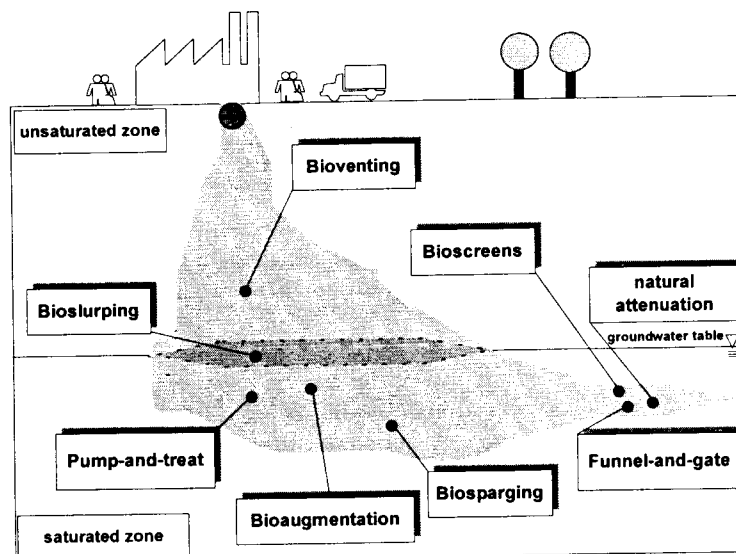 unsaturated zone
Bioventing
Bioscreens
natural
attenuation
Bioslurping
groundwater table
Pump-and-treat
Funnel-and-gate
Biosparging
Bioaugmentation
saturated zone